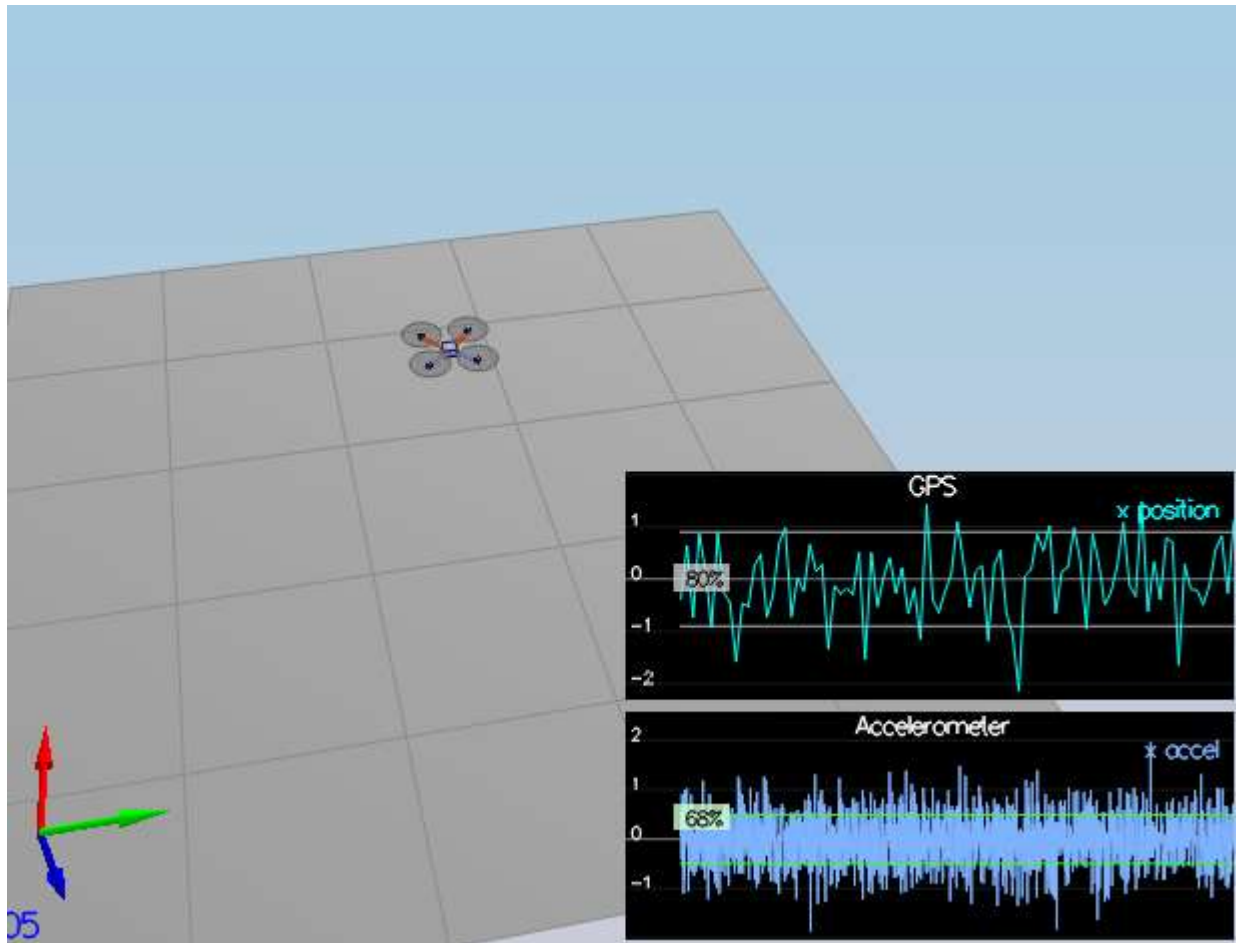 GPS
x position
1
0
80%
-1
-2
Accelerometer
2
x accel
1
68%
0
-1
05